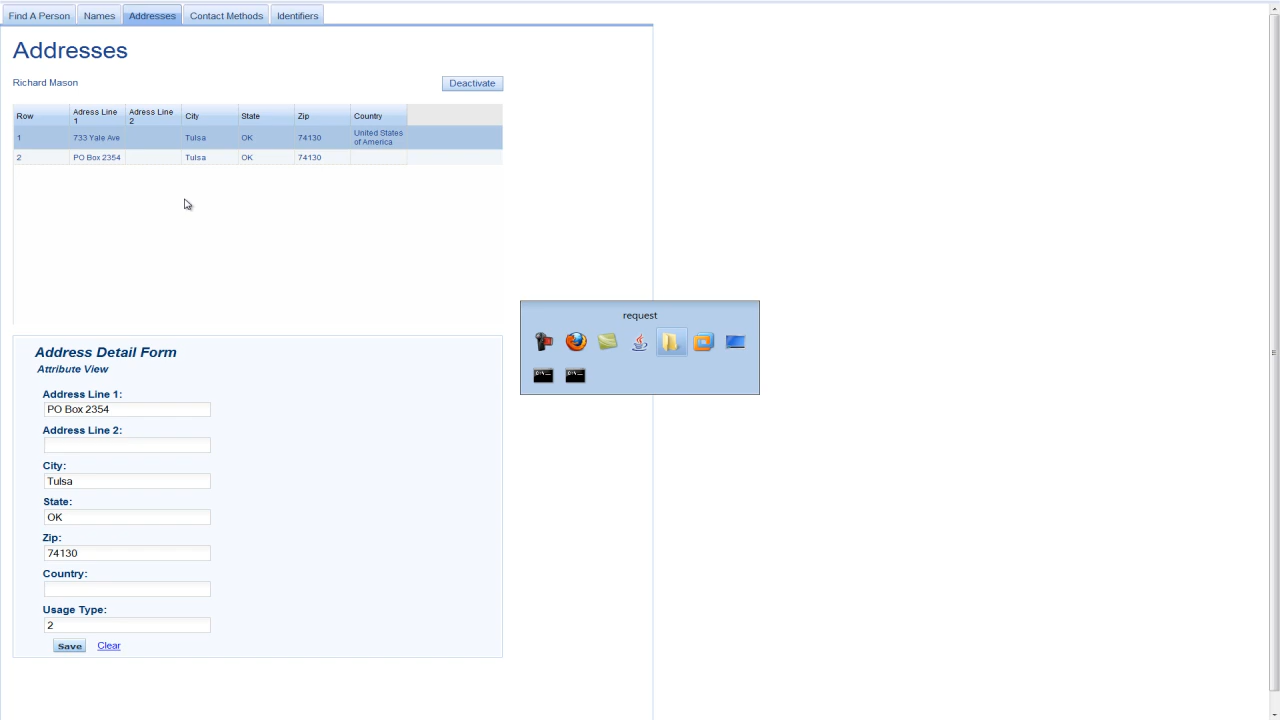 Find A Person Names Addresses Contact Methods Identifiers
Addresses
Richard Mason Deactivate
Row Adress Line 1 Adress Line 2 City State Zip Country
1 733 Yale Ave Tulsa OK 74130 United States of America
2 PO Box 2354 Tulsa OK 74130
request
Address Detail Form
Attribute View
Address Line 1:
PO Box 2354
Address Line 2:
City:
Tulsa
State:
OK
Zip:
74130
Country:
Usage Type:
2
Save Clear